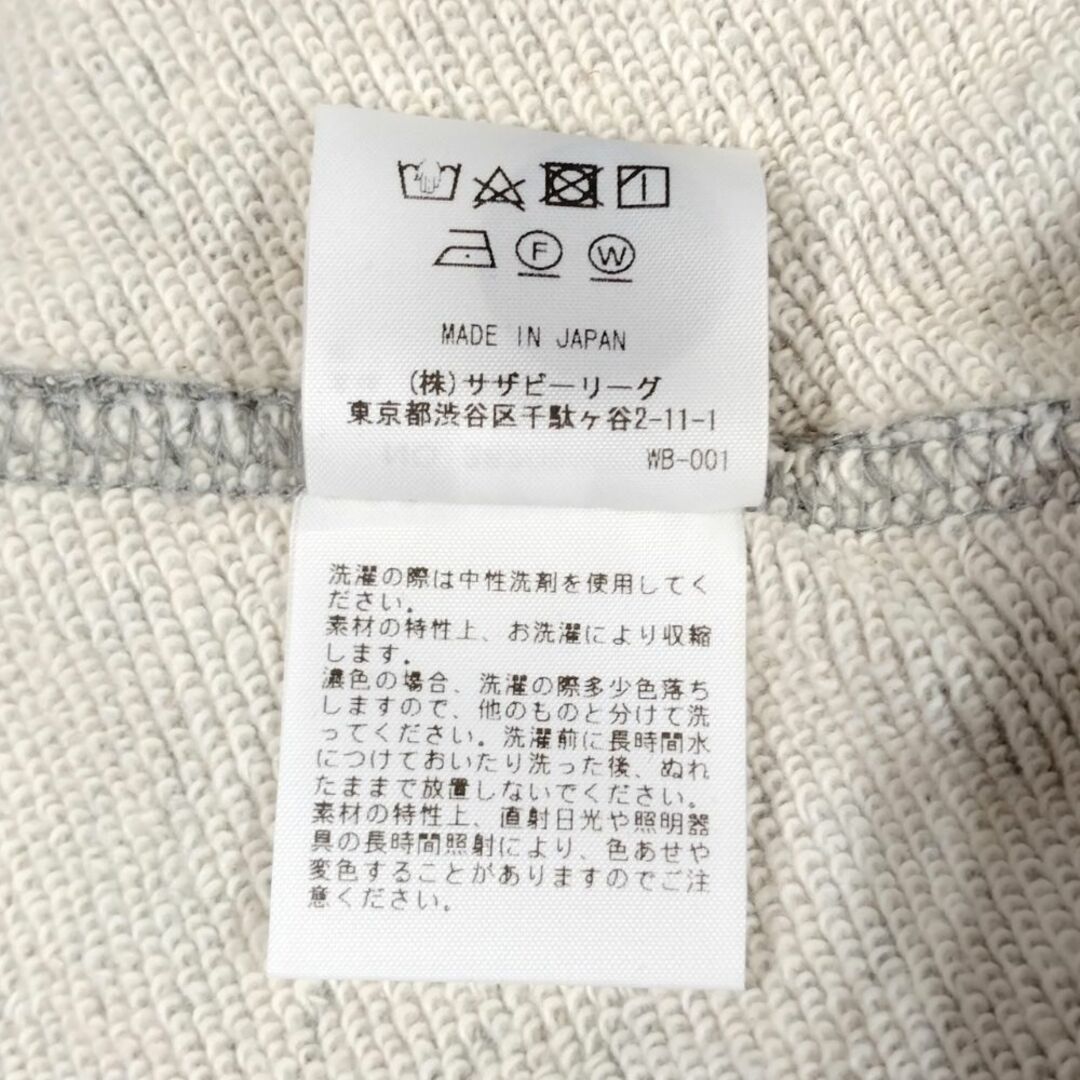 F W
MADE IN JAPAN
(株)サザビーリーグ
東京都渋谷区千駄ヶ谷2-11-1
WB-001
洗濯の際は中性洗剤を使用してく
ださい。
素材の特性上、お洗濯により収縮
します。
濃色の場合、洗濯の際多少色落ち
しますので、他のものと分けて洗
ってください。洗濯前に長時間水
につけておいたり洗った後、ぬれ
たままで放置しないでください。
素材の特性上、直射日光や照明器
具の長時間照射により、色あせや
変色することがありますのでご注
意ください。